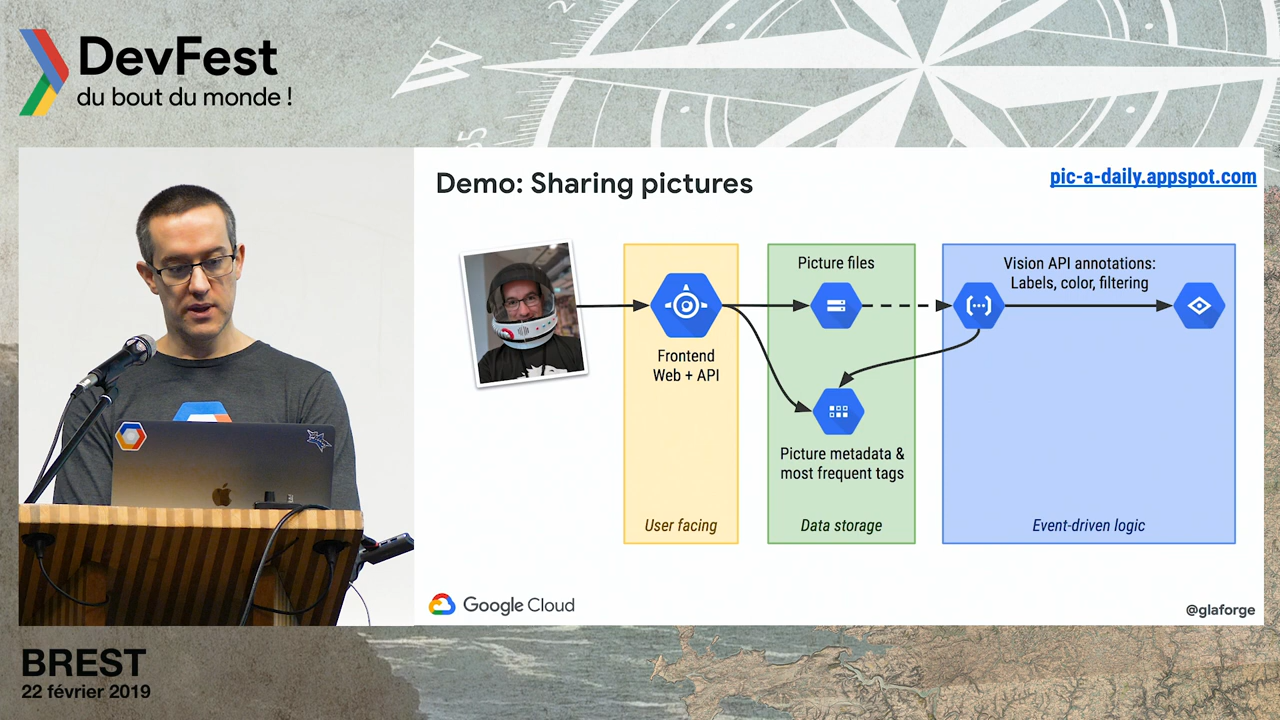 DevFest
du bout du monde !
W
Demo: Sharing pictures
pic-a-daily.appspot.com
Picture files
Vision API annotations:
Labels, color, filtering
Frontend
Web + API
Picture metadata &
most frequent tags
User facing
Data storage
Event-driven logic
Google Cloud
@glaforge
BREST
22 février 2019